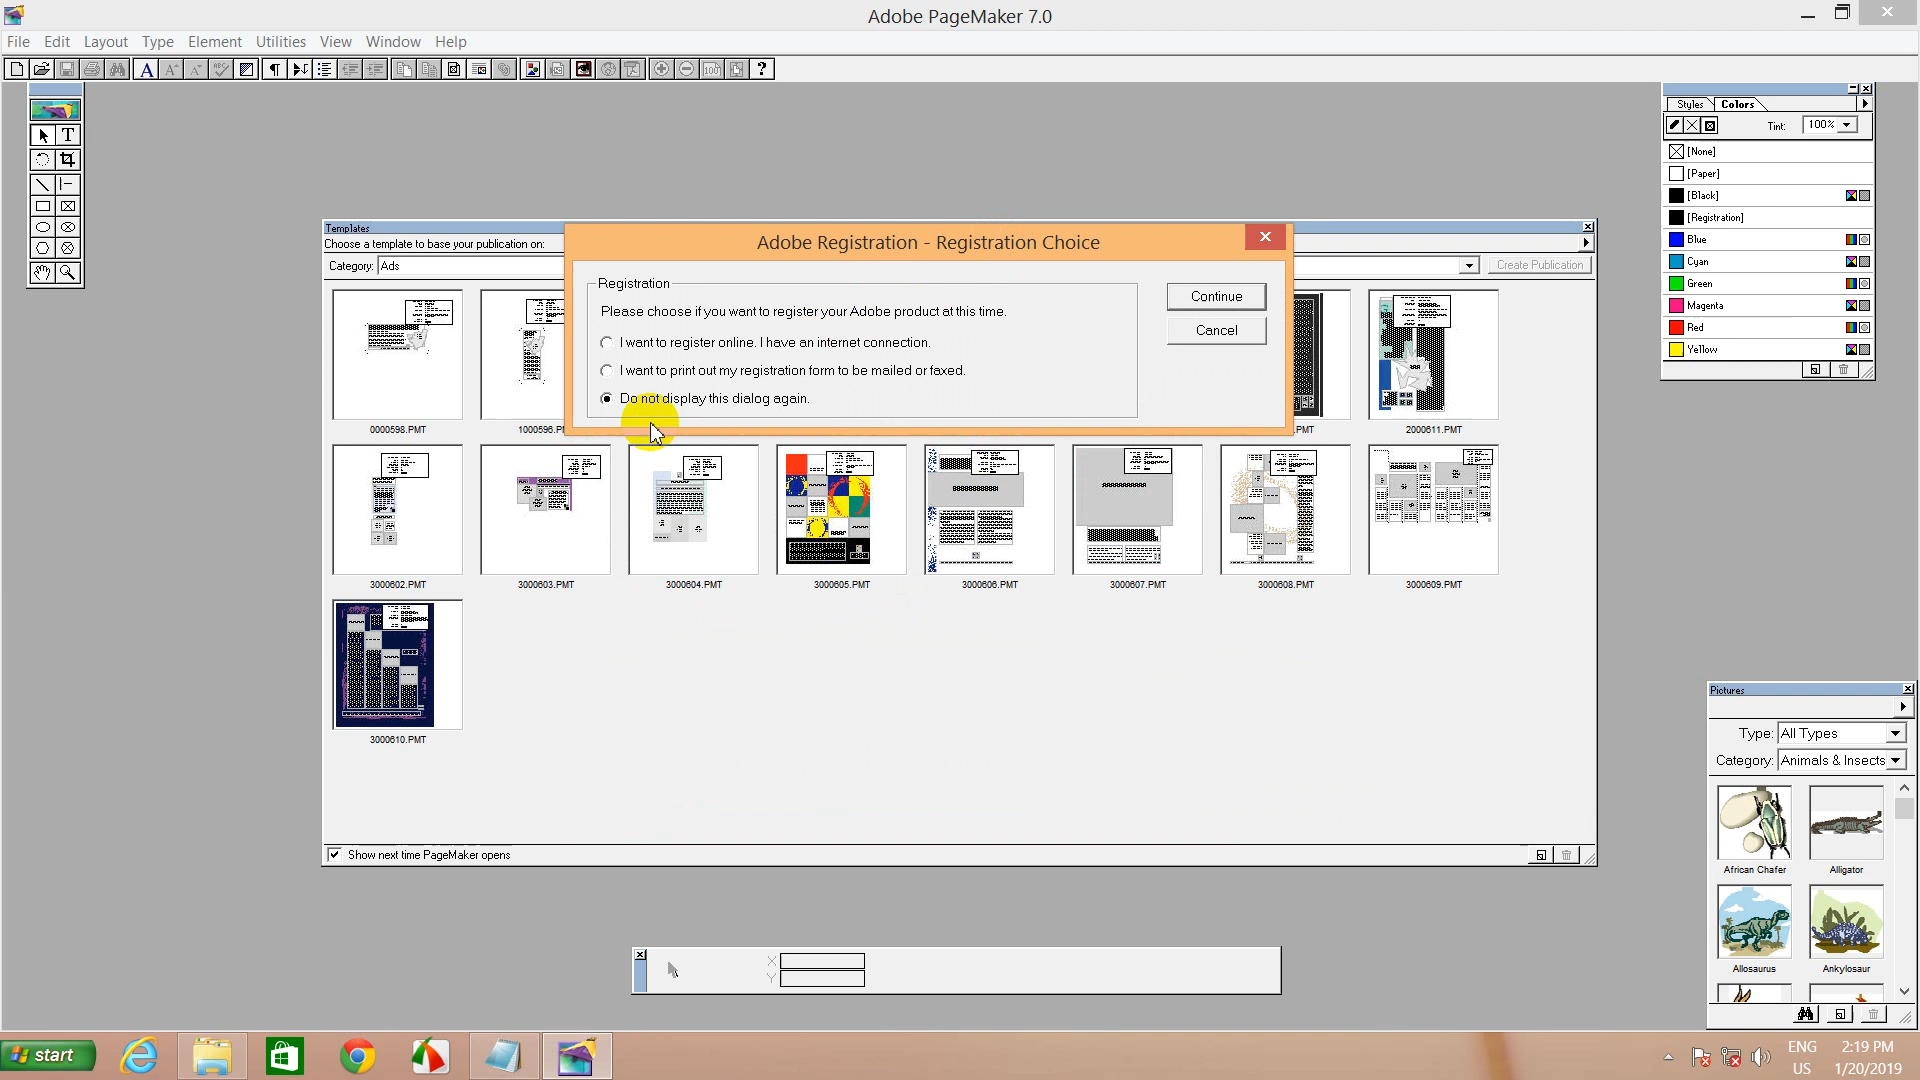 Adobe PageMaker 7.0
File Edit Layout Type Element Utilities View Window Help
Styles Colors
Tint: 100%
[None]
[Paper]
[Black]
[Registration]
Blue
Cyan
Green
Magenta
Red
Yellow
Templates
Choose a template to base your publication on:
Category: Ads
Create Publication
Adobe Registration - Registration Choice
Registration
Please choose if you want to register your Adobe product at this time.
I want to register online. I have an internet connection.
I want to print out my registration form to be mailed or faxed.
Do not display this dialog again.
Continue
Cancel
0000598.PMT
2000611.PMT
3000602.PMT 3000603.PMT 3000604.PMT 3000605.PMT 3000606.PMT 3000607.PMT 3000608.PMT 3000609.PMT
3000610.PMT
Show next time PageMaker opens
Pictures
Type: All Types
Category: Animals & Insects
African Chafer Alligator
Allosaurus Ankylosaur
X
Y
start
ENG
US
2:19 PM
1/20/2019